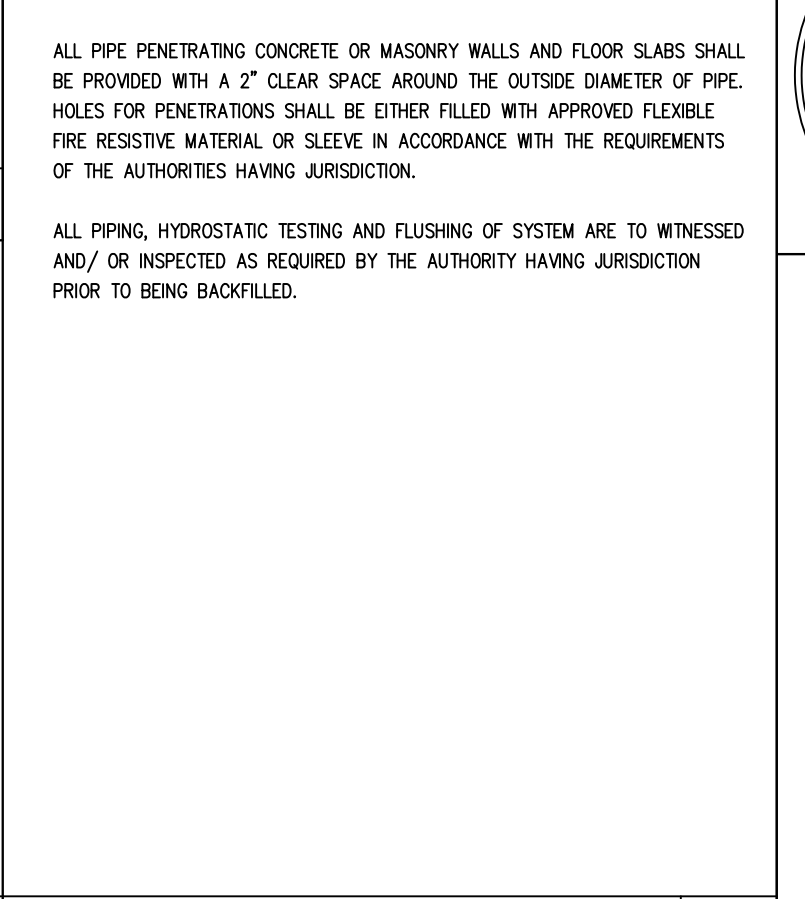 ALL PIPE PENETRATING CONCRETE OR MASONRY WALLS AND FLOOR SLABS SHALL
BE PROVIDED WITH A 2" CLEAR SPACE AROUND THE OUTSIDE DIAMETER OF PIPE.
HOLES FOR PENETRATIONS SHALL BE EITHER FILLED WITH APPROVED FLEXIBLE
FIRE RESISTIVE MATERIAL OR SLEEVE IN ACCORDANCE WITH THE REQUIREMENTS
OF THE AUTHORITIES HAVING JURISDICTION.
ALL PIPING, HYDROSTATIC TESTING AND FLUSHING OF SYSTEM ARE TO WITNESSED
AND/ OR INSPECTED AS REQUIRED BY THE AUTHORITY HAVING JURISDICTION
PRIOR TO BEING BACKFILLED.